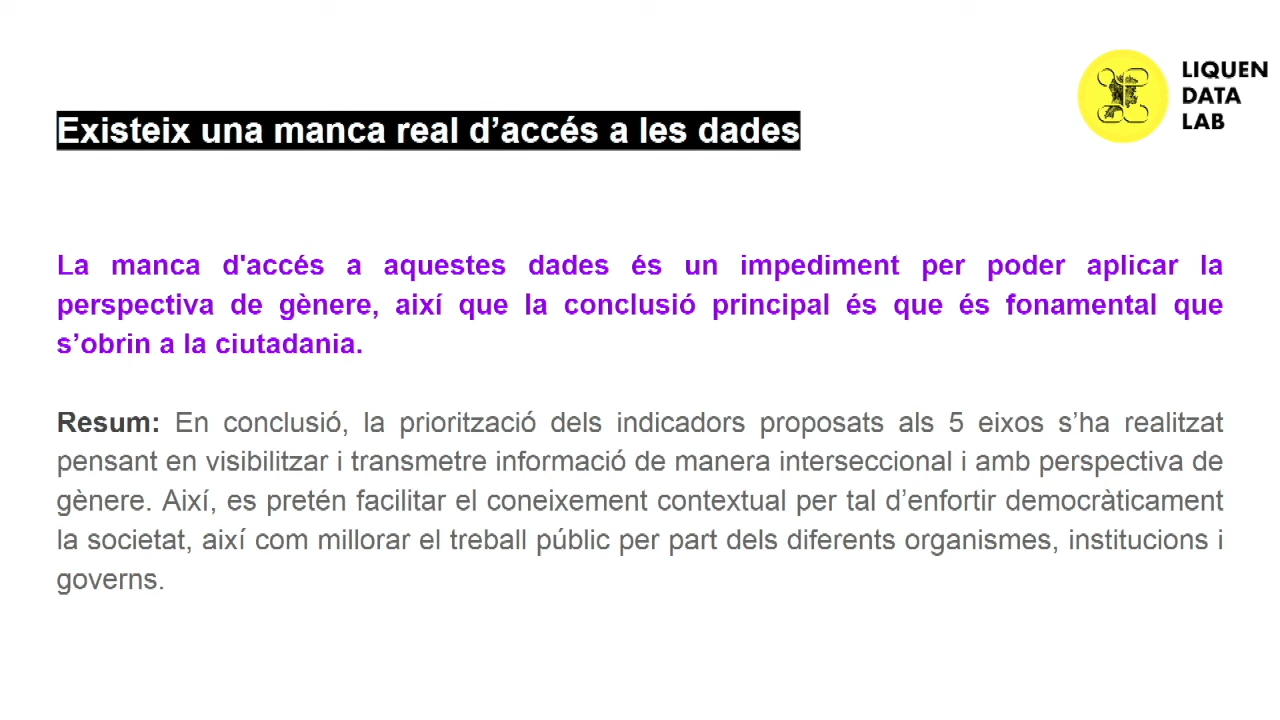 LIQUEN
DATA
LAB
Existeix una manca real d’accés a les dades
La manca d'accés a aquestes dades és un impediment per poder aplicar la
perspectiva de gènere, així que la conclusió principal és que és fonamental que
s’obrin a la ciutadania.
Resum: En conclusió, la priorització dels indicadors proposats als 5 eixos s’ha realitzat
pensant en visibilitzar i transmetre informació de manera interseccional i amb perspectiva de
gènere. Així, es pretén facilitar el coneixement contextual per tal d’enfortir democràticament
la societat, així com millorar el treball públic per part dels diferents organismes, institucions i
governs.